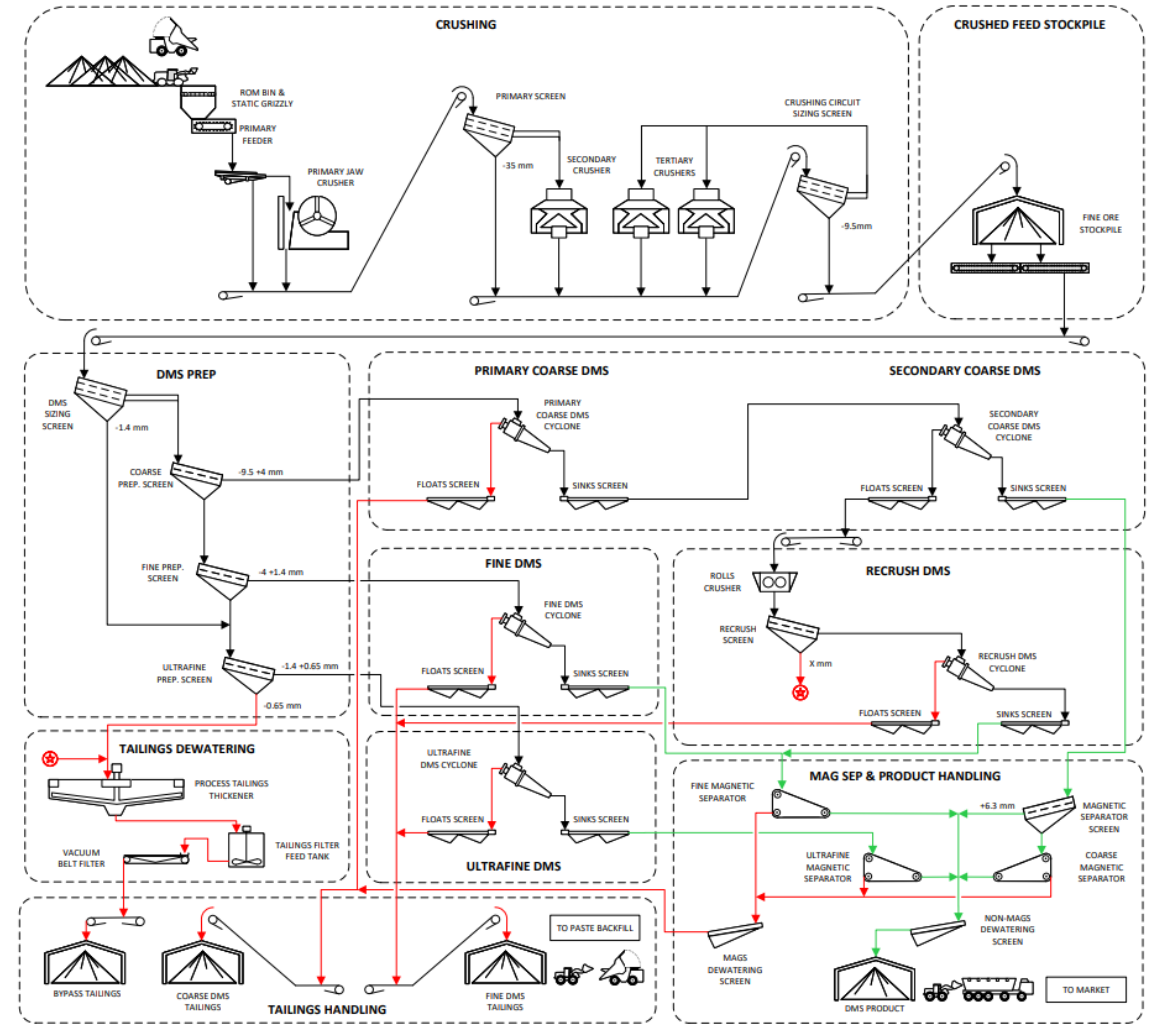 CRUSHING
CRUSHED FEED STOCKPILE
ROM BIN &
STATIC GRIZZLY
PRIMARY
FEEDER
PRIMARY JAW
CRUSHER
PRIMARY SCREEN
-35 mm
SECONDARY
CRUSHER
TERTIARY
CRUSHERS
CRUSHING CIRCUIT
SIZING SCREEN
-9.5mm
FINE ORE
STOCKPILE
DMS PREP
DMS
SIZING
SCREEN
-1.4 mm
COARSE
PREP. SCREEN
-9.5 +4 mm
FINE PREP.
SCREEN
-4 +1.4 mm
ULTRAFINE
PREP. SCREEN
-1.4 +0.65 mm
-0.65 mm
PRIMARY COARSE DMS
PRIMARY
COARSE DMS
CYCLONE
FLOATS SCREEN
SINKS SCREEN
SECONDARY COARSE DMS
SECONDARY
COARSE DMS
CYCLONE
FLOATS SCREEN
SINKS SCREEN
FINE DMS
FINE DMS
CYCLONE
FLOATS SCREEN
SINKS SCREEN
RECRUSH DMS
ROLLS
CRUSHER
RECRUSH
SCREEN
X mm
RECRUSH DMS
CYCLONE
FLOATS SCREEN
SINKS SCREEN
TAILINGS DEWATERING
PROCESS TAILINGS
THICKENER
VACUUM
BELT FILTER
TAILINGS FILTER
FEED TANK
ULTRAFINE
DMS CYCLONE
FLOATS SCREEN
SINKS SCREEN
ULTRAFINE DMS
MAG SEP & PRODUCT HANDLING
FINE MAGNETIC
SEPARATOR
+6.3 mm
MAGNETIC
SEPARATOR
SCREEN
ULTRAFINE
MAGNETIC
SEPARATOR
COARSE
MAGNETIC
SEPARATOR
MAGS
DEWATERING
SCREEN
NON-MAGS
DEWATERING
SCREEN
DMS PRODUCT
TO MARKET
BYPASS TAILINGS
COARSE DMS
TAILINGS
TAILINGS HANDLING
FINE DMS
TAILINGS
TO PASTE BACKFILL